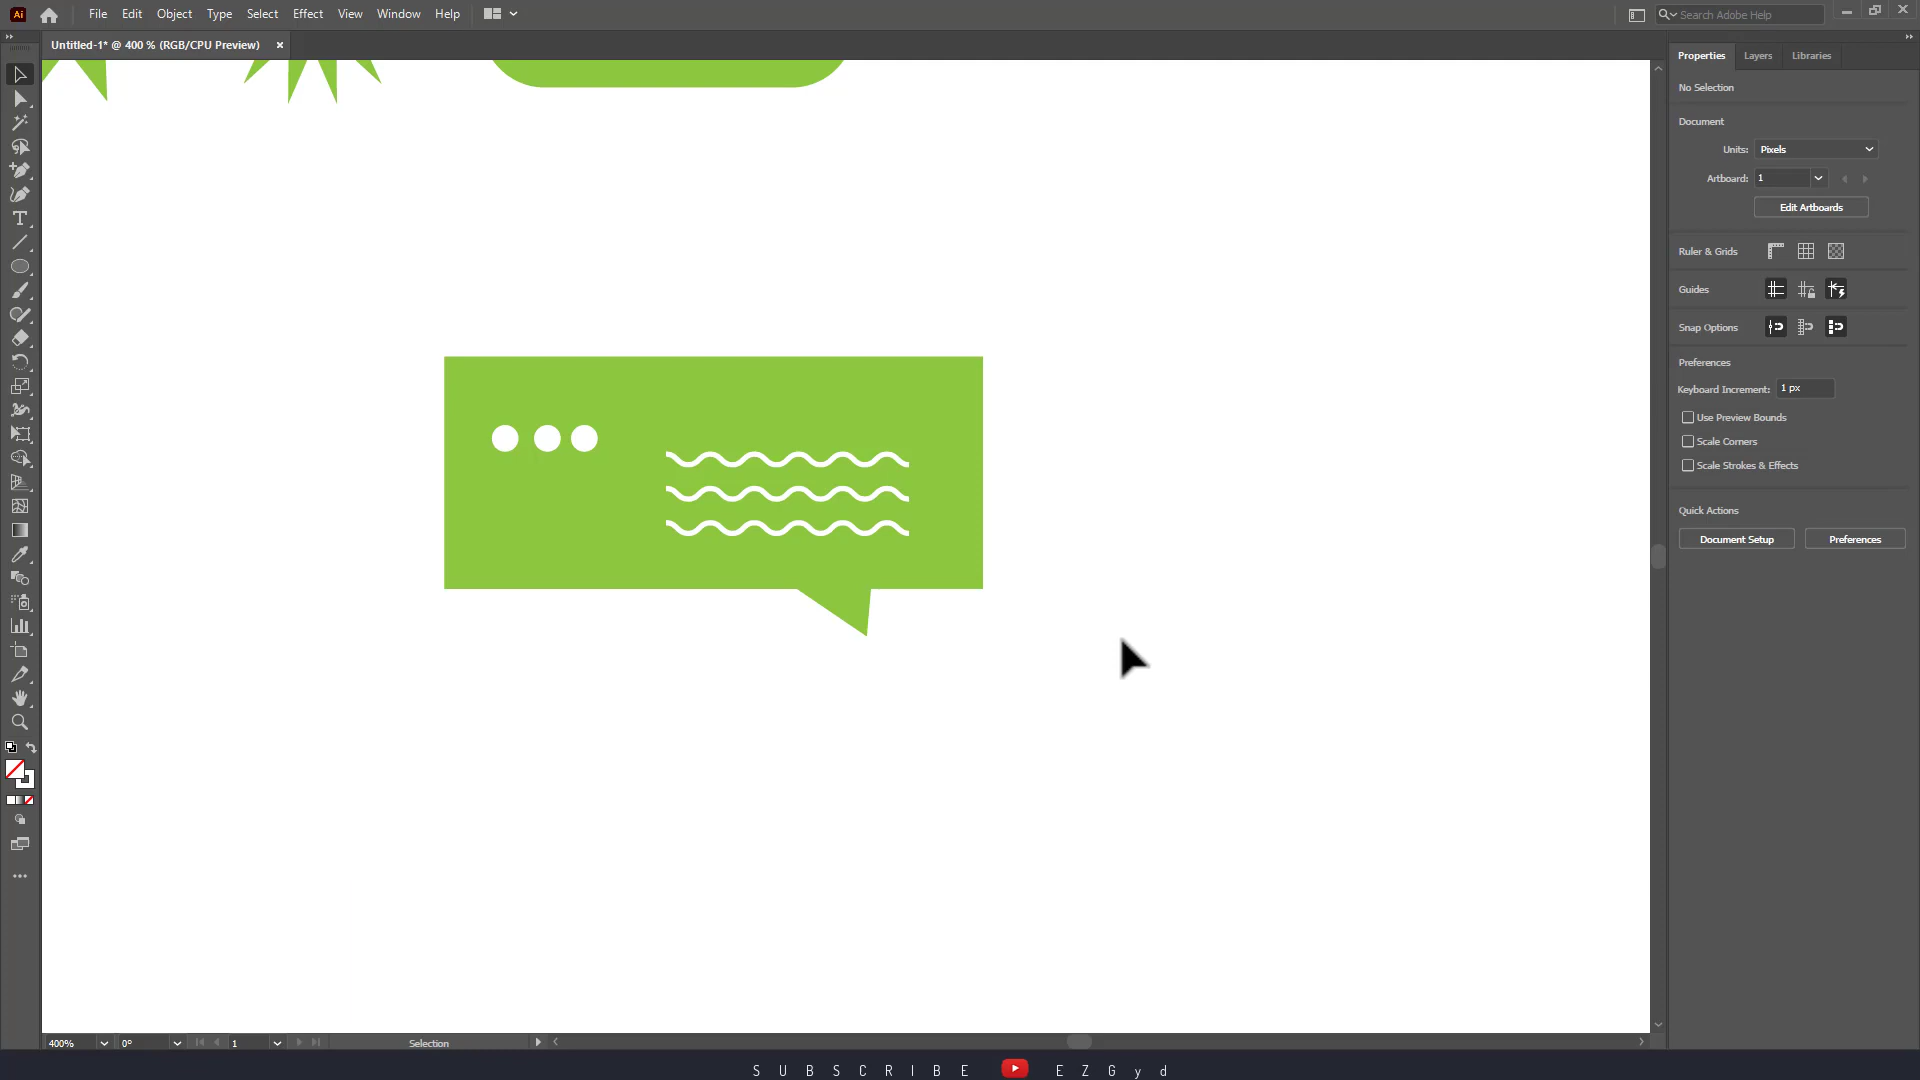 Ai File Edit Object Type Select Effect View Window Help Search Adobe Help
Untitled-1* @ 400 % (RGB/CPU Preview) ×
Properties Layers Libraries
No Selection
Document
Units: Pixels
Artboard: 1
Edit Artboards
Ruler & Grids
Guides
Snap Options
Preferences
Keyboard Increment: 1 px
Use Preview Bounds
Scale Corners
Scale Strokes & Effects
Quick Actions
Document Setup Preferences
400% 0° 1 Selection
SUBSCRIBE EZGyd